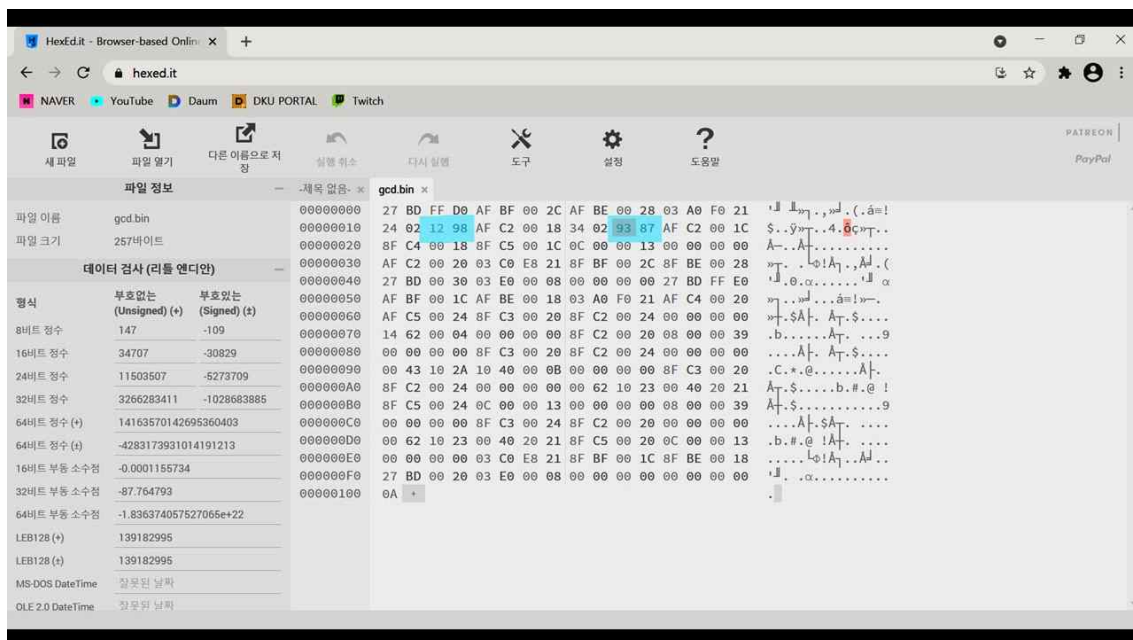 HexEd.it - Browser-based Onlin
hexed.it
NAVER YouTube Daum DKU PORTAL Twitch
새 파일 파일 열기 다른 이름으로 저장 실행 취소 다시 실행 도구 설정 도움말 PATREON PayPal
파일 정보 -제목 없음- gcd.bin
파일 이름 gcd.bin
파일 크기 257바이트
데이터 검사 (리틀 엔디안)
형식 부호없는 (Unsigned) (+) 부호있는 (Signed) (±)
8비트 정수 147 -109
16비트 정수 34707 -30829
24비트 정수 11503507 -5273709
32비트 정수 3266283411 -1028683885
64비트 정수 (+) 14163570142695360403
64비트 정수 (±) -4283173931014191213
16비트 부동 소수점 -0.0001155734
32비트 부동 소수점 -87.764793
64비트 부동 소수점 -1.836374057527065e+22
LEB128 (+) 139182995
LEB128 (±) 139182995
MS-DOS DateTime 잘못된 날짜
OLE 2.0 DateTime 잘못된 날짜
00000000 27 BD FF D0 AF BF 00 2C AF BE 00 28 03 A0 F0 21
00000010 24 02 12 98 AF C2 00 18 34 02 93 87 AF C2 00 1C
00000020 8F C4 00 18 8F C5 00 1C 0C 00 00 13 00 00 00 00
00000030 AF C2 00 20 03 C0 E8 21 8F BF 00 2C 8F BE 00 28
00000040 27 BD 00 30 03 E0 00 08 00 00 00 00 27 BD FF E0
00000050 AF BF 00 1C AF BE 00 18 03 A0 F0 21 AF C4 00 20
00000060 AF C5 00 24 8F C3 00 20 8F C2 00 24 00 00 00 00
00000070 14 62 00 04 00 00 00 00 8F C2 00 20 08 00 00 39
00000080 00 00 00 00 8F C3 00 20 8F C2 00 24 00 00 00 00
00000090 00 43 10 2A 10 40 00 0B 00 00 00 00 8F C3 00 20
000000A0 8F C2 00 24 00 00 00 00 00 62 10 23 00 40 20 21
000000B0 8F C5 00 24 0C 00 00 13 00 00 00 00 08 00 00 39
000000C0 00 00 00 00 8F C3 00 24 8F C2 00 20 00 00 00 00
000000D0 00 62 10 23 00 40 20 21 8F C5 00 20 0C 00 00 13
000000E0 00 00 00 00 03 C0 E8 21 8F BF 00 1C 8F BE 00 18
000000F0 27 BD 00 20 03 E0 00 08 00 00 00 00 00 00 00 00
00000100 0A